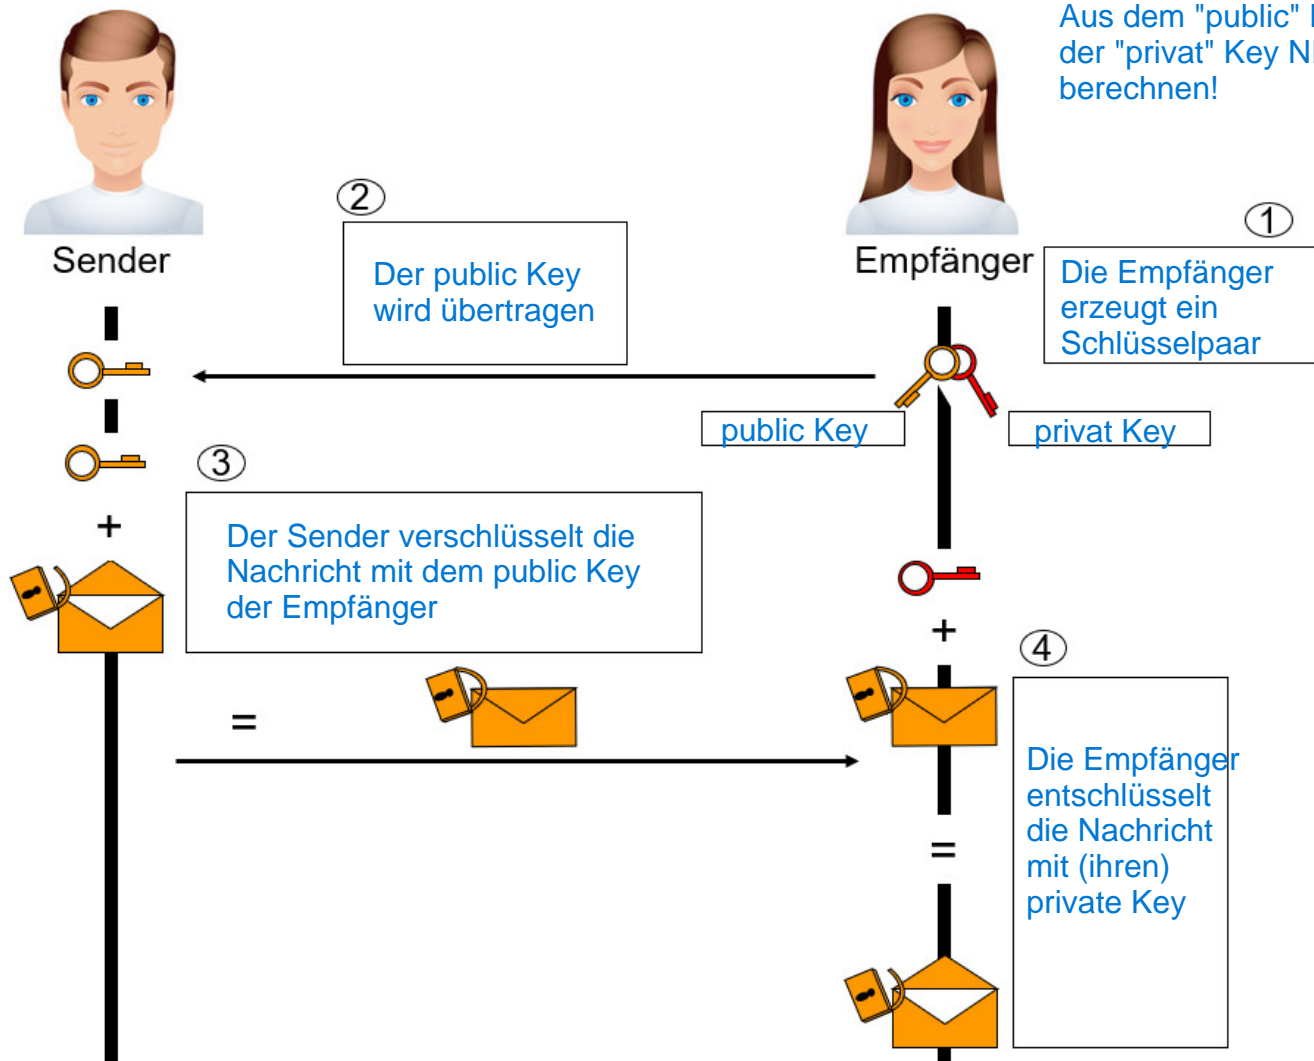 Aus dem "public"
der "privat" Key
berechnen!
②
①
Sender
Der public Key
wird übertragen
Empfänger
Die Empfänger
erzeugt ein
Schlüsselpaar
public Key
privat Key
③
+
Der Sender verschlüsselt die
Nachricht mit dem public Key
der Empfänger
+
④
=
Die Empfänger
entschlüsselt
die Nachricht
mit (ihren)
private Key
=